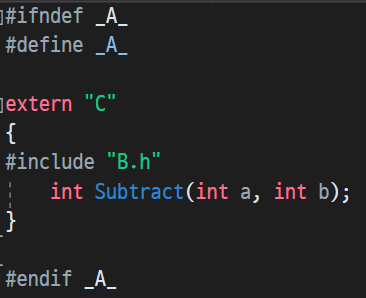 #ifndef _A_
#define _A_
extern "C"
{
#include "B.h"
int Subtract(int a, int b);
}
#endif _A_